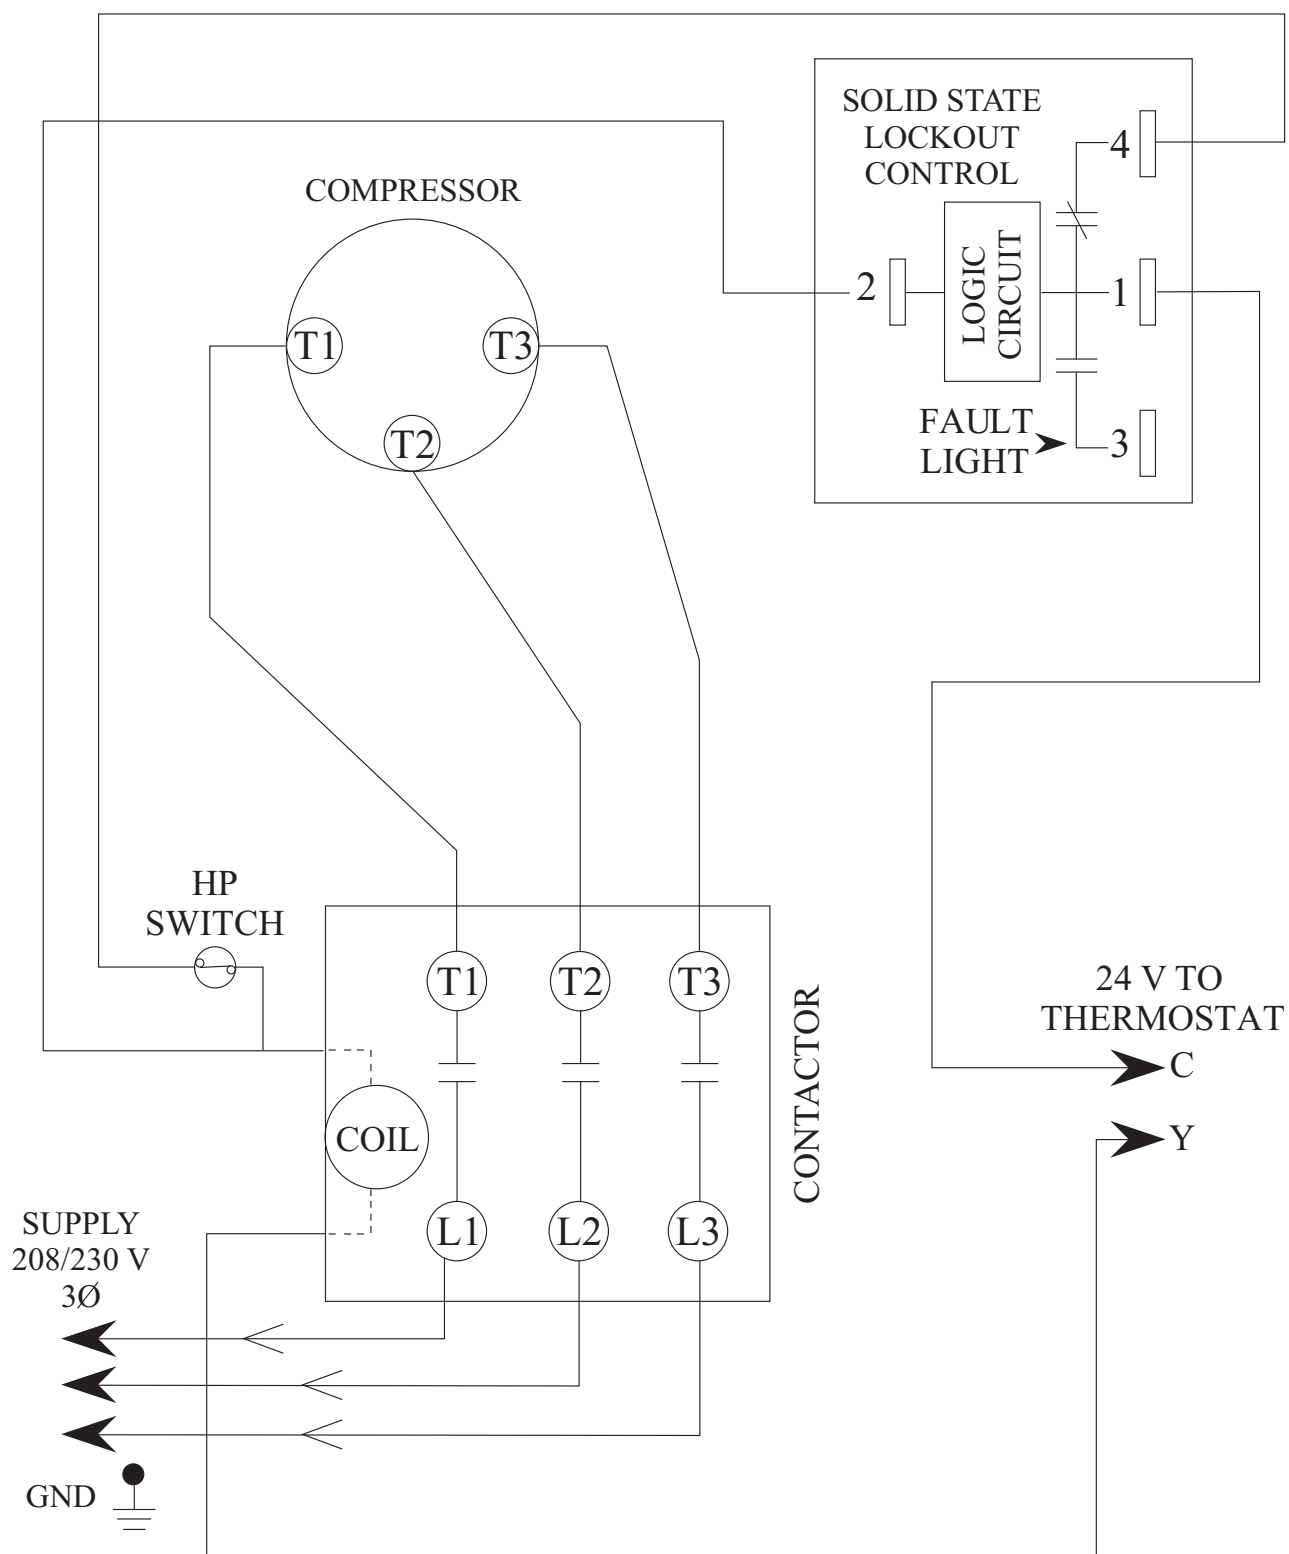 SOLID STATE
LOCKOUT
CONTROL
4
COMPRESSOR
2
LOGIC
CIRCUIT
1
T1
T3
T2
FAULT
LIGHT
3
HP
SWITCH
T1
T2
T3
CONTACTOR
24 V TO
THERMOSTAT
C
Y
COIL
L1
L2
L3
SUPPLY
208/230 V
3Ø
GND